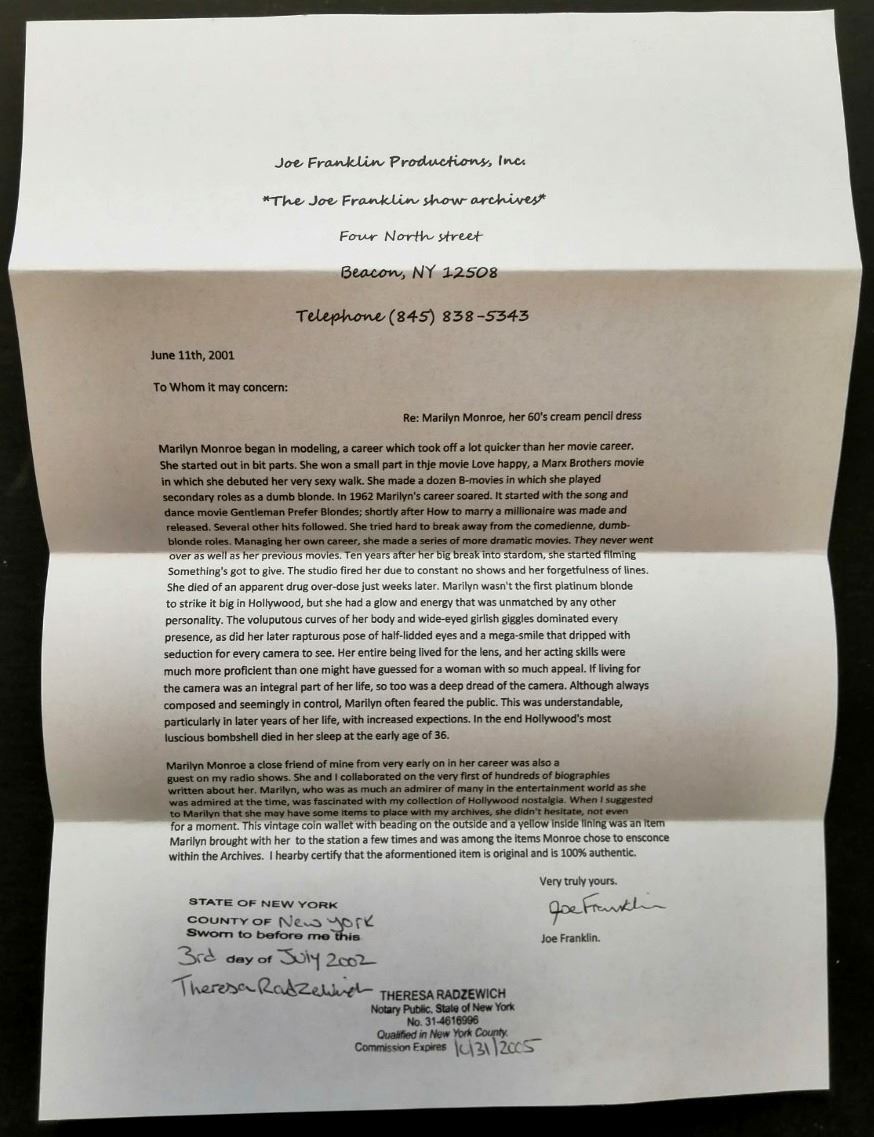 Joe Franklin Productions, Inc.
*The Joe Franklin show archives*
Four North street
Beacon, NY 12508
Telephone (845) 838-5343
June 11th, 2001
To Whom it may concern:
Re: Marilyn Monroe, her 60's cream pencil dress
Marilyn Monroe began in modeling, a career which took off a lot quicker than her movie career.
She started out in bit parts. She won a small part in thje movie Love happy, a Marx Brothers movie
in which she debuted her very sexy walk. She made a dozen B-movies in which she played
secondary roles as a dumb blonde. In 1962 Marilyn's career soared. It started with the song and
dance movie Gentleman Prefer Blondes; shortly after How to marry a millionaire was made and
released. Several other hits followed. She tried hard to break away from the comedienne, dumb-
blonde roles. Managing her own career, she made a series of more dramatic movies. They never went
over as well as her previous movies. Ten years after her big break into stardom, she started filming
Something's got to give. The studio fired her due to constant no shows and her forgetfulness of lines.
She died of an apparent drug over-dose just weeks later. Marilyn wasn't the first platinum blonde
to strike it big in Hollywood, but she had a glow and energy that was unmatched by any other
personality. The voluputous curves of her body and wide-eyed girlish giggles dominated every
presence, as did her later rapturous pose of half-lidded eyes and a mega-smile that dripped with
seduction for every camera to see. Her entire being lived for the lens, and her acting skills were
much more proficient than one might have guessed for a woman with so much appeal. If living for
the camera was an integral part of her life, so too was a deep dread of the camera. Although always
composed and seemingly in control, Marilyn often feared the public. This was understandable,
particularly in later years of her life, with increased expections. In the end Hollywood's most
luscious bombshell died in her sleep at the early age of 36.
Marilyn Monroe a close friend of mine from very early on in her career was also a
guest on my radio shows. She and I collaborated on the very first of hundreds of biographies
written about her. Marilyn, who was as much an admirer of many in the entertainment world as she
was admired at the time, was fascinated with my collection of Hollywood nostalgia. When I suggested
to Marilyn that she may have some items to place with my archives, she didn't hesitate, not even
for a moment. This vintage coin wallet with beading on the outside and a yellow inside lining was an item
Marilyn brought with her to the station a few times and was among the items Monroe chose to ensconce
within the Archives. I hearby certify that the aformentioned item is original and is 100% authentic.
Very truly yours.
Joe Franklin
Joe Franklin.
STATE OF NEW YORK
COUNTY OF New York
Sworn to before me this
3rd day of July 2002
Theresa Radzewich
THERESA RADZEWICH
Notary Public, State of New York
No. 31-4616996
Qualified in New York County.
Commission Expires 10/31/2005